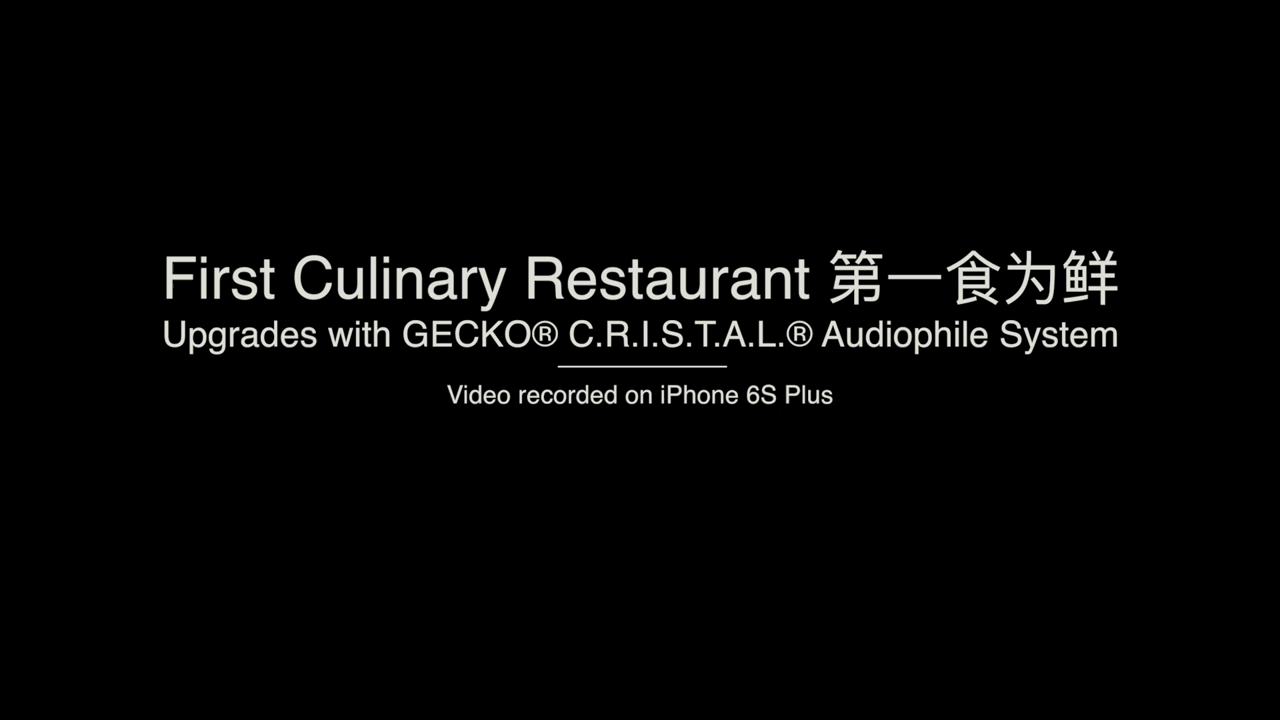 First Culinary Restaurant 第一食为鲜
Upgrades with GECKO® C.R.I.S.T.A.L.® Audiophile System
Video recorded on iPhone 6S Plus